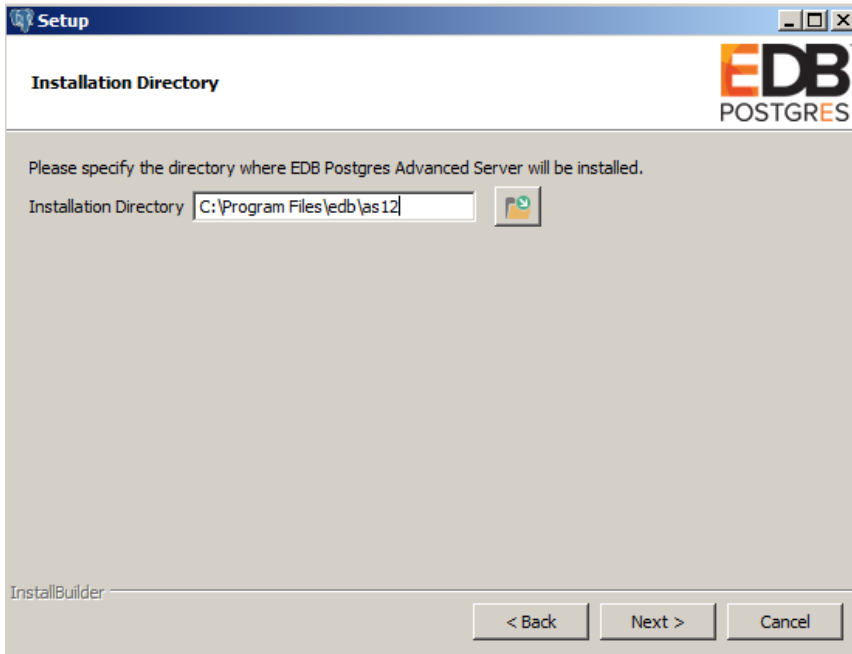 Setup
Installation Directory
EDB
POSTGRES
Please specify the directory where EDB Postgres Advanced Server will be installed.
Installation Directory C:\Program Files\edb\as12
InstallBuilder
< Back Next > Cancel